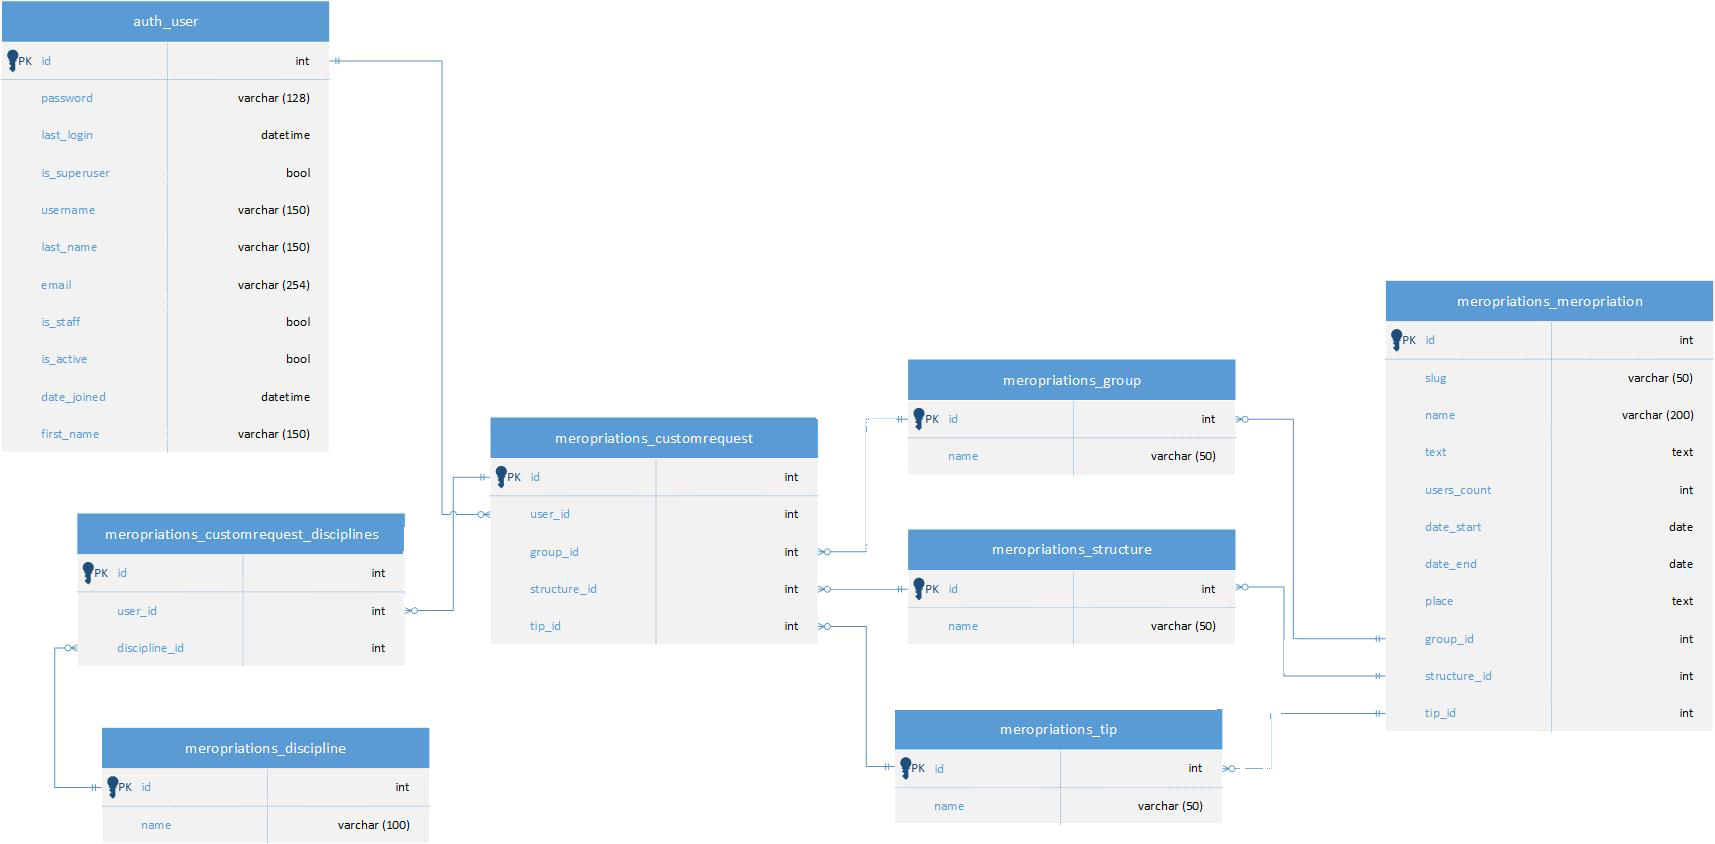 auth_user
PK id int
password varchar (128)
last_login datetime
is_superuser bool
username varchar (150)
last_name varchar (150)
email varchar (254)
is_staff bool
is_active bool
date_joined datetime
first_name varchar (150)
meropriations_customrequest_disciplines
PK id int
user_id int
discipline_id int
meropriations_discipline
PK id int
name varchar (100)
meropriations_customrequest
PK id int
user_id int
group_id int
structure_id int
tip_id int
meropriations_group
PK id int
name varchar (50)
meropriations_structure
PK id int
name varchar (50)
meropriations_tip
PK id int
name varchar (50)
meropriations_meropriation
PK id int
slug varchar (50)
name varchar (200)
text text
users_count int
date_start date
date_end date
place text
group_id int
structure_id int
tip_id int